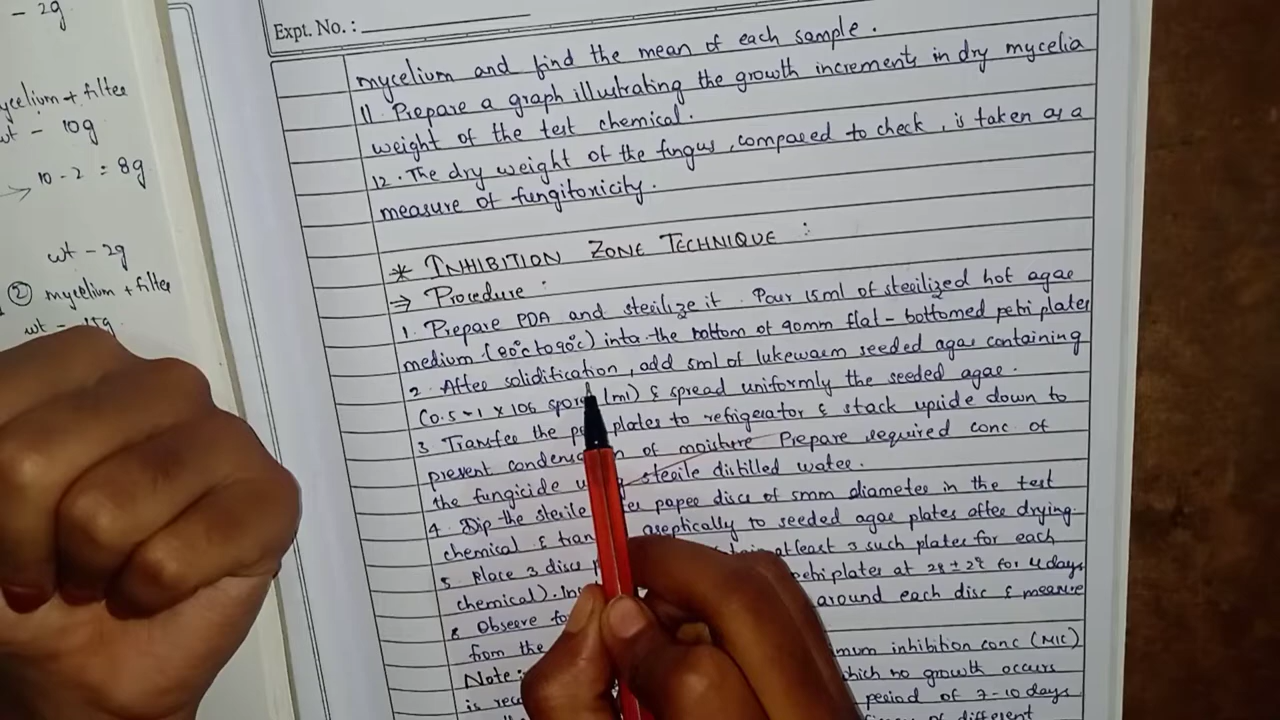 - 2g
mycelium + filter
wt - 10g
10 - 2 = 8g
wt - 2g
② mycelium + filter
wt -
Expt. No. :
mycelium and find the mean of each sample.
11. Prepare a graph illustrating the growth increments in dry mycelia
weight of the test chemical.
12. The dry weight of the fungus, compared to check, is taken as a
measure of fungitoxicity.
* INHIBITION ZONE TECHNIQUE :
⇒ Procedure :
1. Prepare PDA and sterilize it. Pour 15ml of sterilized hot agar
medium (80°c to 90°c) into the bottom of 90mm flat-bottomed petri plates
2. After solidification, add 5ml of lukewarm seeded agar containing
(0.5-1 x 106 spores/ml) & spread uniformly the seeded agar.
3 Transfer the plates to refrigerator & stack upside down to
prevent condensation of moisture Prepare required conc of
the fungicide sterile distilled water.
4. Dip the sterile paper discs of 5mm diameter in the test
chemical & aseptically to seeded agar plates after drying.
5. Place 3 discs at least 3 such plates for each
chemical). petriplates at 28 ± 2° for 4 days
Observe around each disc & measure
from the
inhibition conc (MIC)
Note: which no growth occurs
is period of 7-10 days
of different